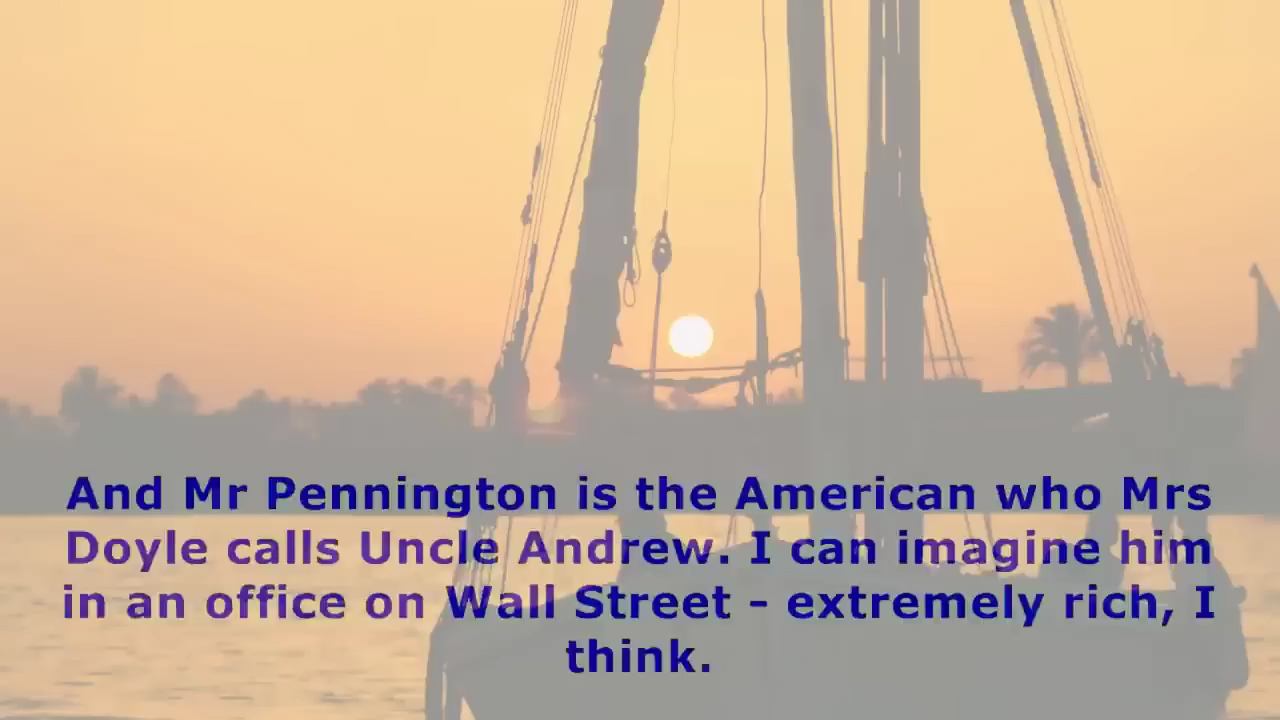 And Mr Pennington is the American who Mrs
Doyle calls Uncle Andrew. I can imagine him
in an office on Wall Street - extremely rich, I
think.